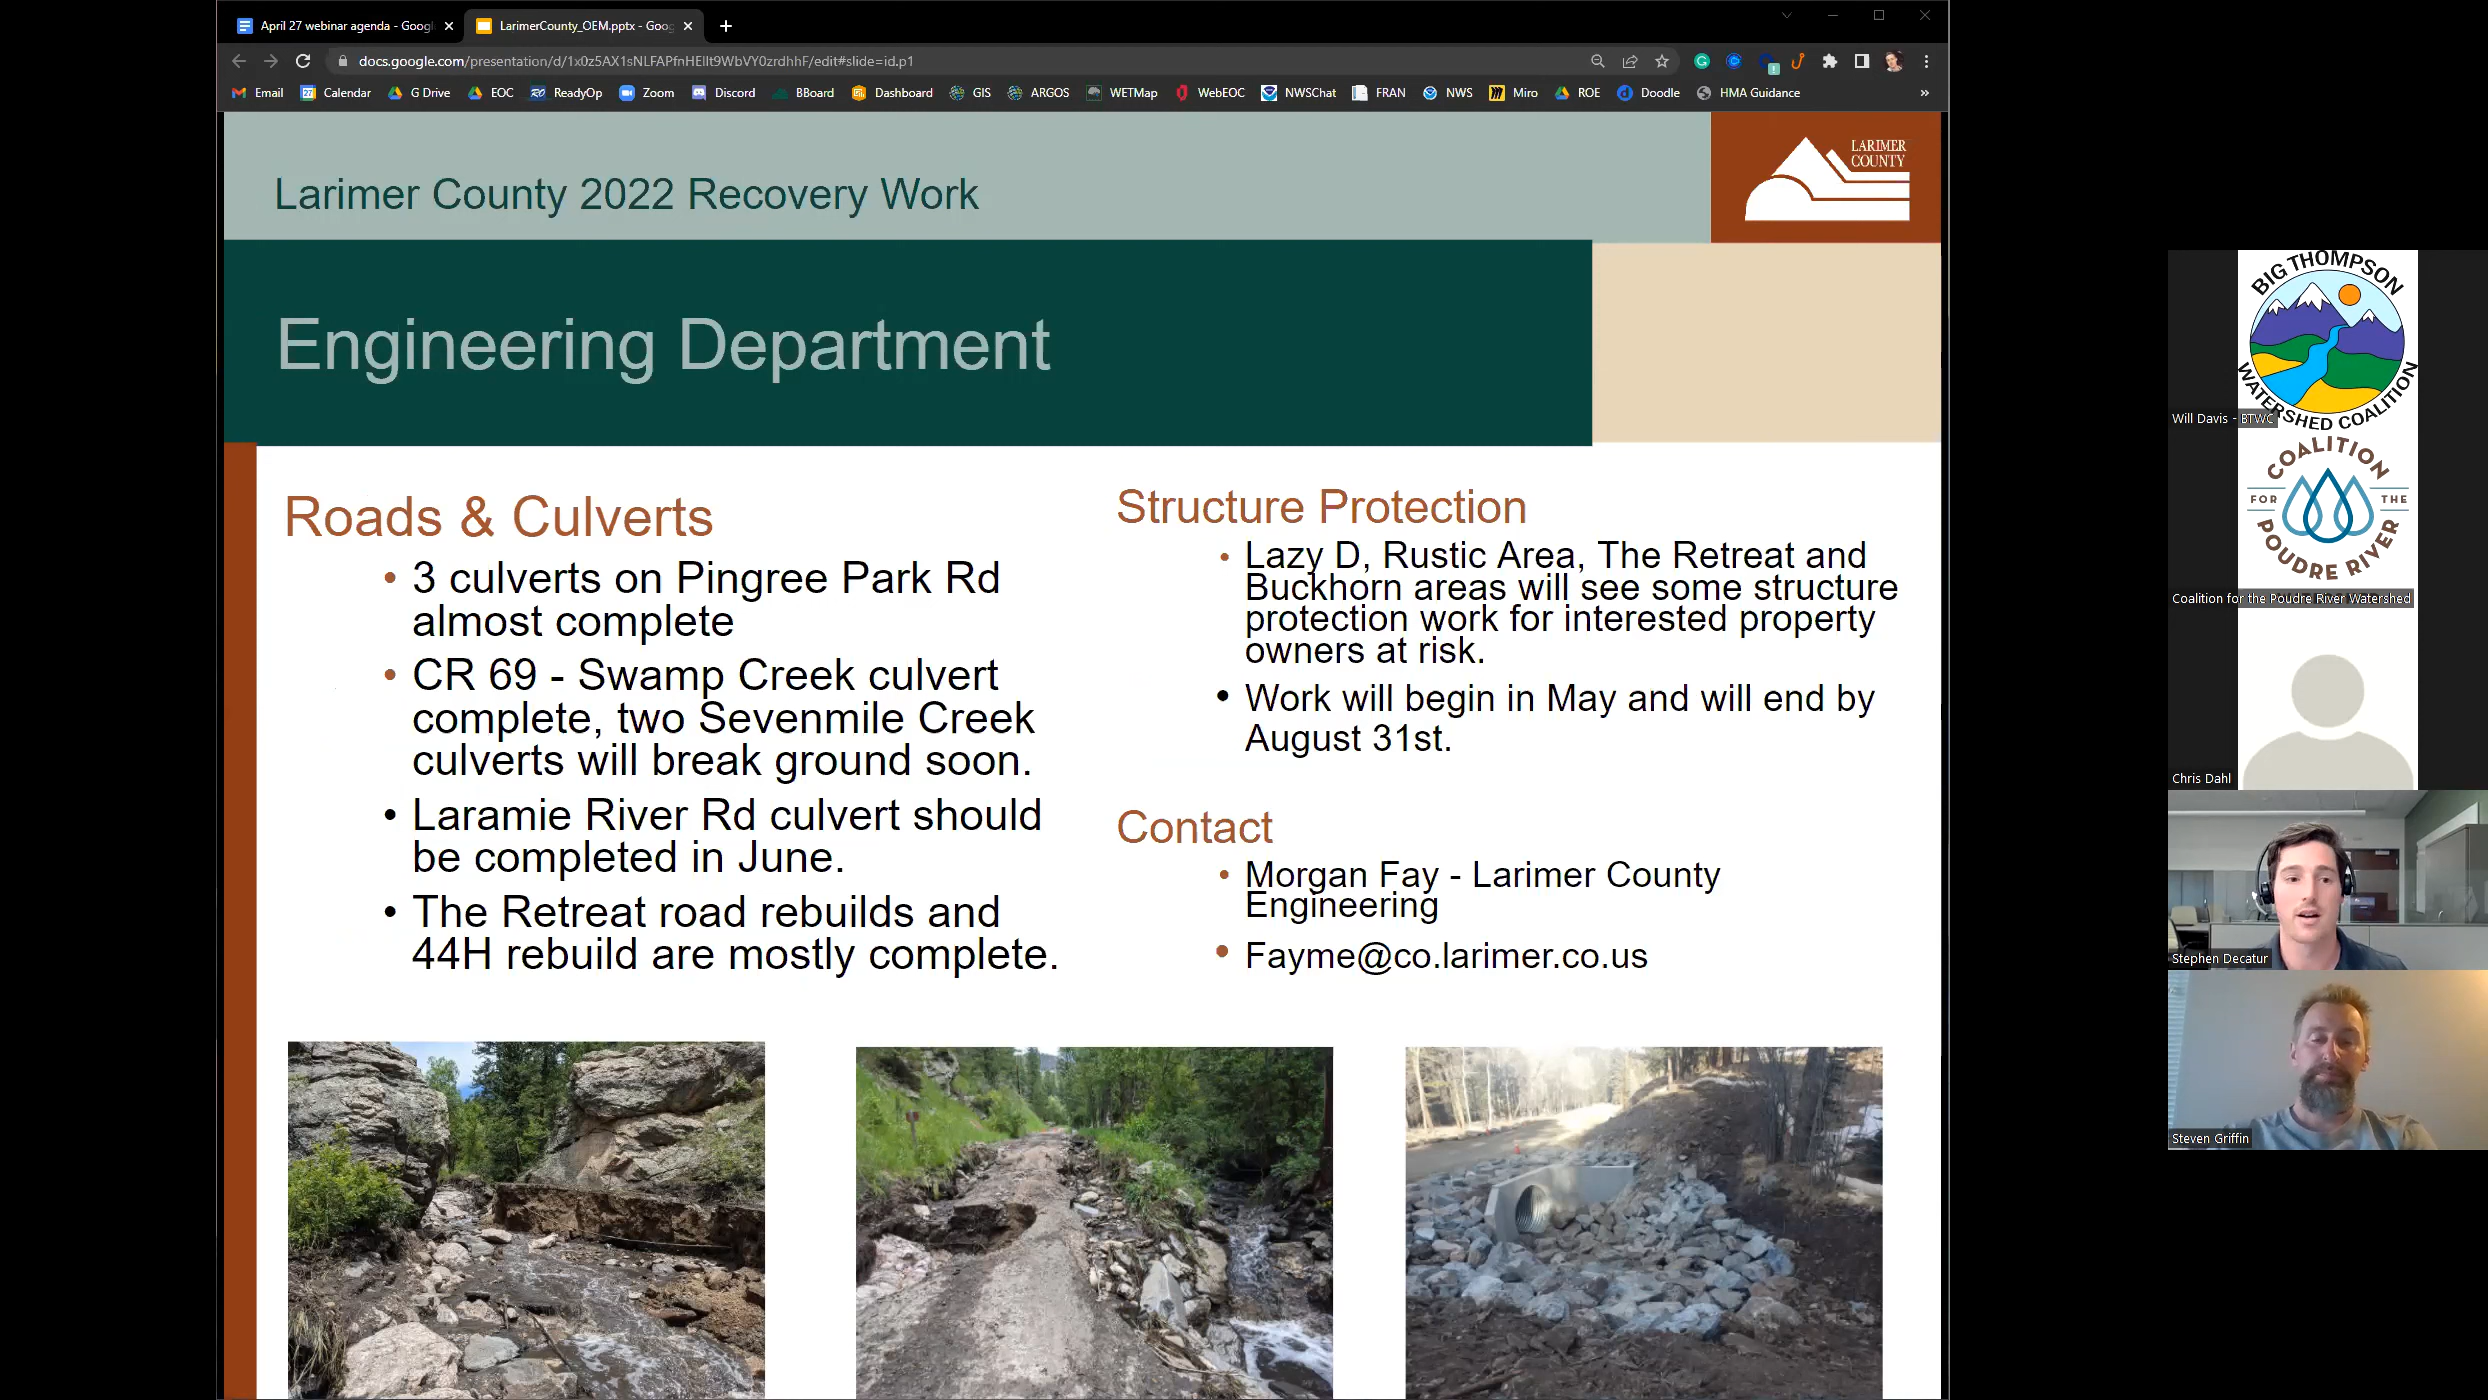 April 27 webinar agenda - Googl
LarimerCounty_OEM.pptx - Goog
docs.google.com/presentation/d/1x0z5AX1sNLFAPfnHEllt9WbVY0zrdhhF/edit#slide=id.p1
Email Calendar G Drive EOC ReadyOp Zoom Discord BBoard Dashboard GIS ARGOS WETMap WebEOC NWSChat FRAN NWS Miro ROE Doodle HMA Guidance »
Larimer County 2022 Recovery Work
LARIMER
COUNTY
Engineering Department
Roads & Culverts
• 3 culverts on Pingree Park Rd
almost complete
• CR 69 - Swamp Creek culvert
complete, two Sevenmile Creek
culverts will break ground soon.
• Laramie River Rd culvert should
be completed in June.
• The Retreat road rebuilds and
44H rebuild are mostly complete.
Structure Protection
• Lazy D, Rustic Area, The Retreat and
Buckhorn areas will see some structure
protection work for interested property
owners at risk.
• Work will begin in May and will end by
August 31st.
Contact
• Morgan Fay - Larimer County
Engineering
• Fayme@co.larimer.co.us
BIG THOMPSON
WATERSHED COALITION
Will Davis - BTWC
COALITION
FOR THE
POUDRE RIVER
Coalition for the Poudre River Watershed
Chris Dahl
Stephen Decatur
Steven Griffin